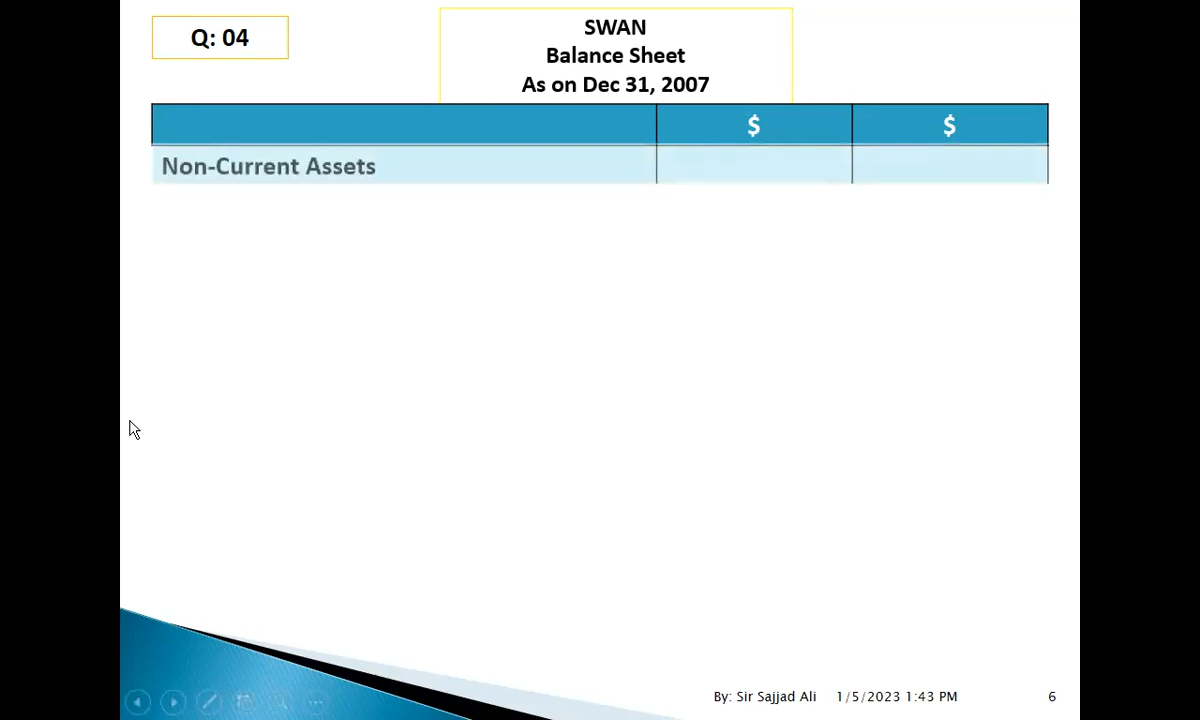 Q: 04
SWAN
Balance Sheet
As on Dec 31, 2007
$ $
Non-Current Assets
By: Sir Sajjad Ali 1/5/2023 1:43 PM 6